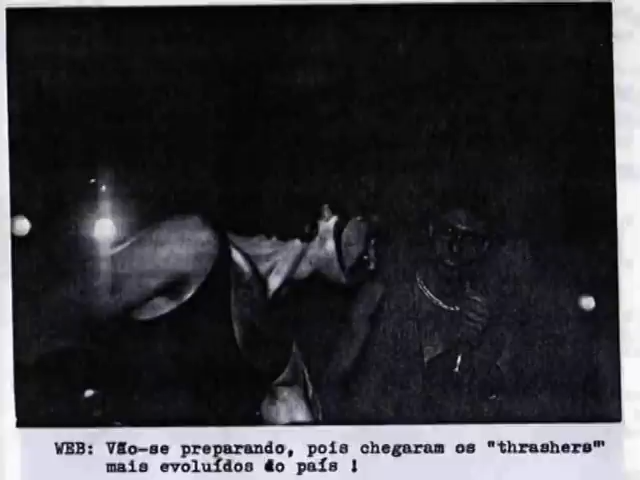 WEB: Vão-se preparando, pois chegaram os "thrashers"
mais evoluídos do país !